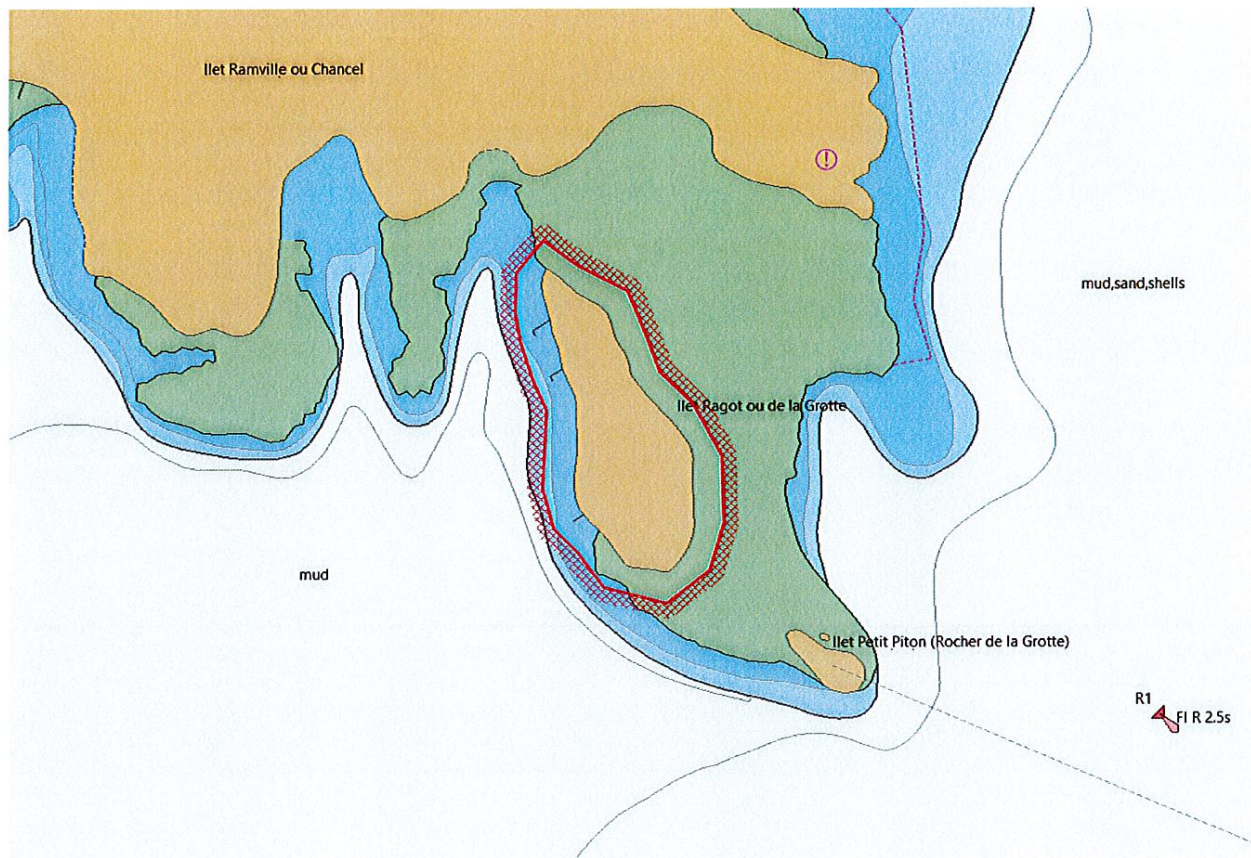 Ilet Ramville ou Chancel
mud,sand,shells
Ilet Ragot ou de la Grotte
mud
Ilet Petit Piton (Rocher de la Grotte)
R1
Fl R 2.5s